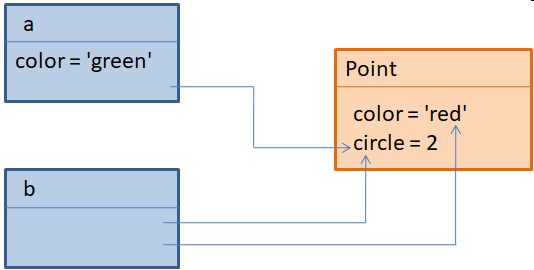 a
color = 'green'
Point
color = 'red'
circle = 2
b